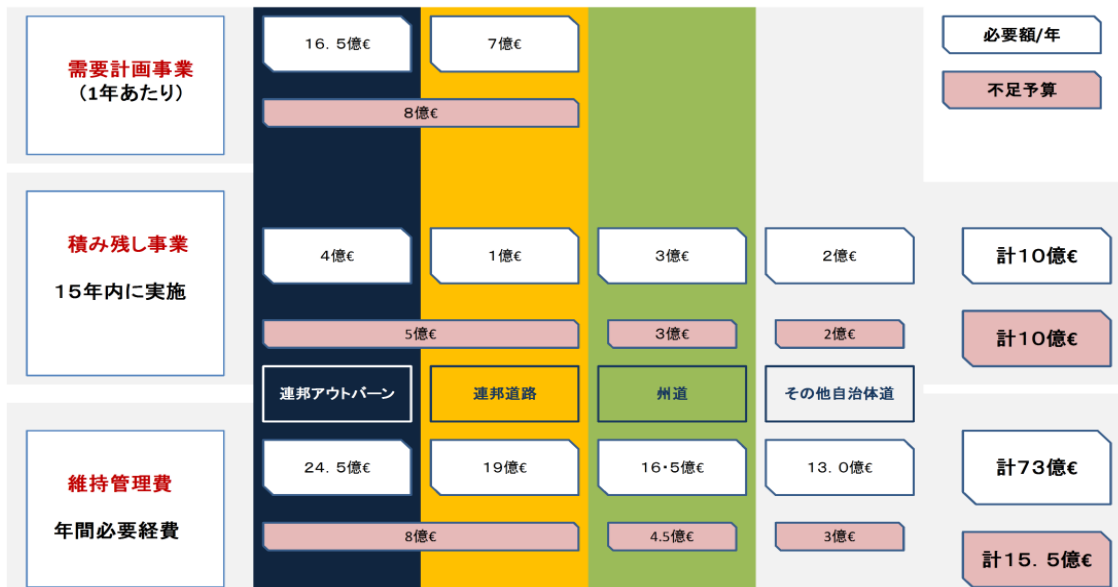 需要計画事業
（1年あたり）
16. 5億€
7億€
8億€
必要額/年
不足予算
積み残し事業
15年内に実施
4億€
1億€
3億€
2億€
計10億€
5億€
3億€
2億€
計10億€
連邦アウトバーン
連邦道路
州道
その他自治体道
維持管理費
年間必要経費
24. 5億€
19億€
16・5億€
13. 0億€
計73億€
8億€
4.5億€
3億€
計15. 5億€